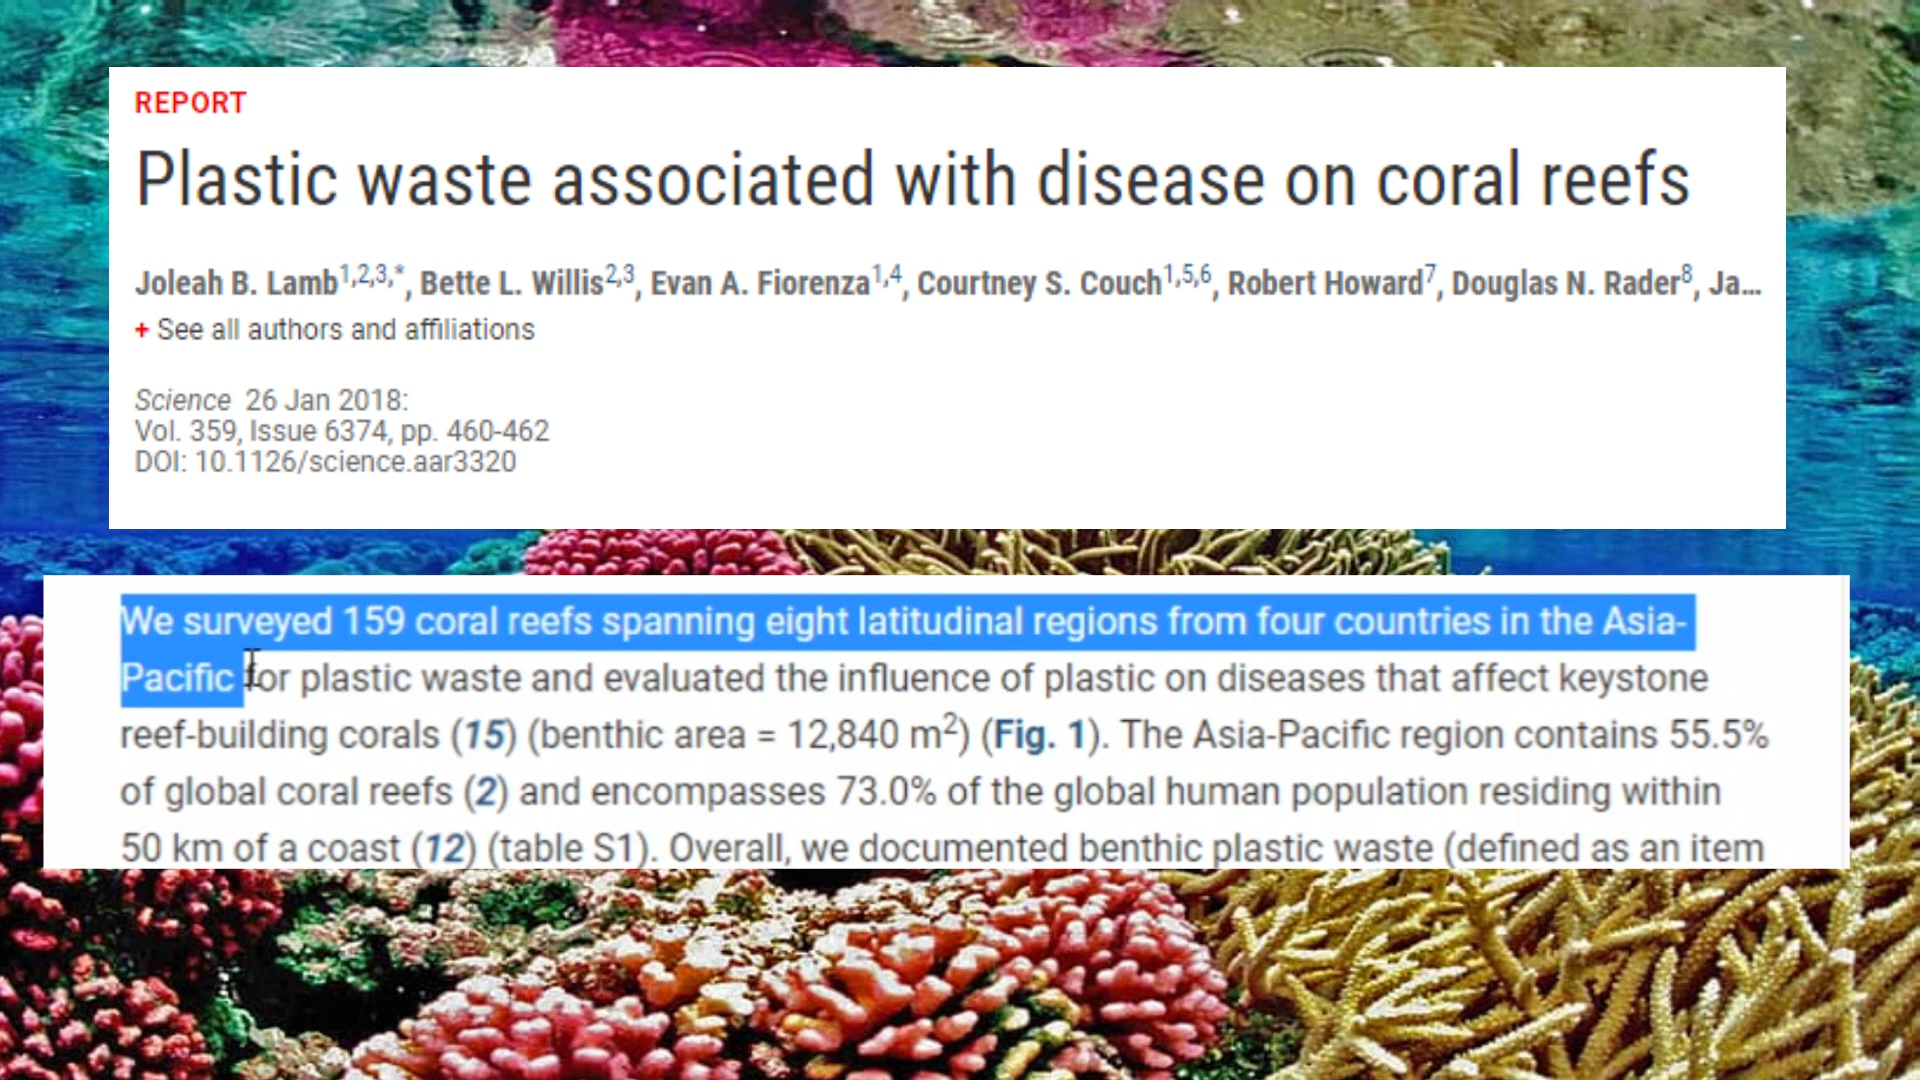 REPORT
Plastic waste associated with disease on coral reefs
Joleah B. Lamb1,2,3,*, Bette L. Willis2,3, Evan A. Fiorenza1,4, Courtney S. Couch1,5,6, Robert Howard7, Douglas N. Rader8, Ja...
+ See all authors and affiliations
Science 26 Jan 2018:
Vol. 359, Issue 6374, pp. 460-462
DOI: 10.1126/science.aar3320
We surveyed 159 coral reefs spanning eight latitudinal regions from four countries in the Asia-
Pacific for plastic waste and evaluated the influence of plastic on diseases that affect keystone
reef-building corals (15) (benthic area = 12,840 m2) (Fig. 1). The Asia-Pacific region contains 55.5%
of global coral reefs (2) and encompasses 73.0% of the global human population residing within
50 km of a coast (12) (table S1). Overall, we documented benthic plastic waste (defined as an item